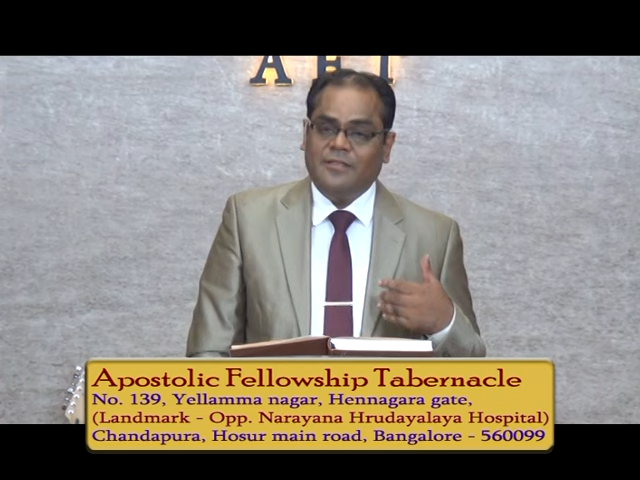 AFT
Apostolic Fellowship Tabernacle
No. 139, Yellamma nagar, Hennagara gate,
(Landmark - Opp. Narayana Hrudayalaya Hospital)
Chandapura, Hosur main road, Bangalore - 560099